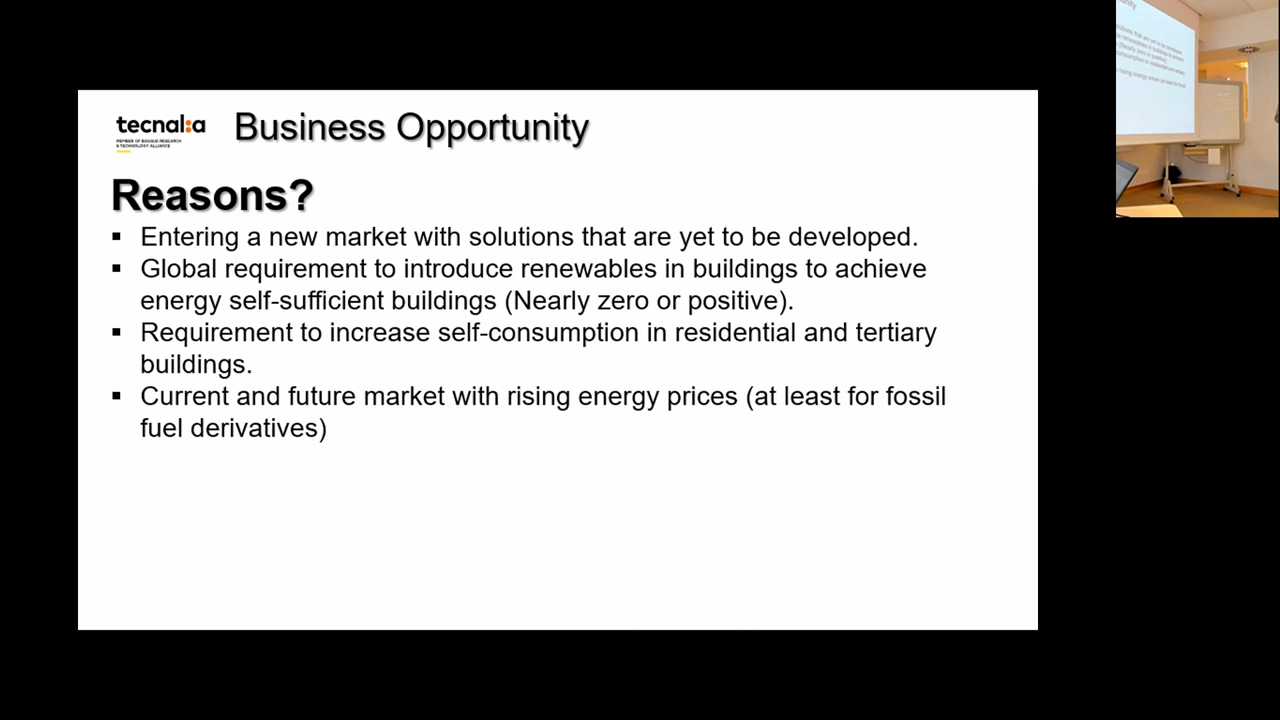 tecnal:a
MEMBER OF BASQUE RESEARCH
& TECHNOLOGY ALLIANCE
Business Opportunity
Reasons?
▪ Entering a new market with solutions that are yet to be developed.
▪ Global requirement to introduce renewables in buildings to achieve
energy self-sufficient buildings (Nearly zero or positive).
▪ Requirement to increase self-consumption in residential and tertiary
buildings.
▪ Current and future market with rising energy prices (at least for fossil
fuel derivatives)